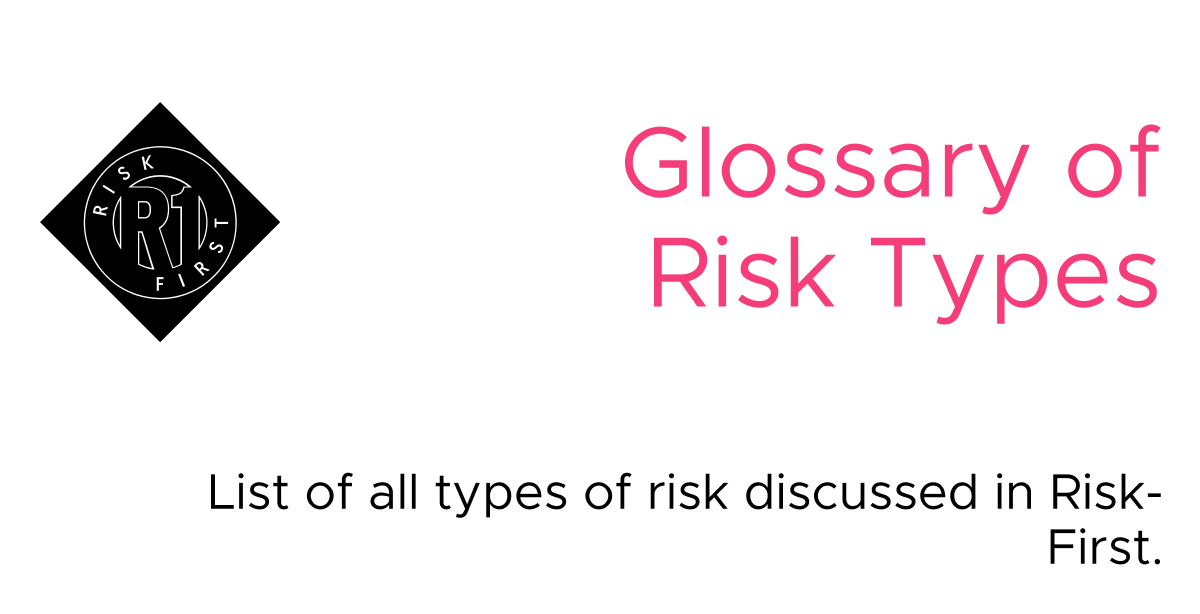 RISK
R1
FIRST
Glossary of
Risk Types
List of all types of risk discussed in Risk-
First.